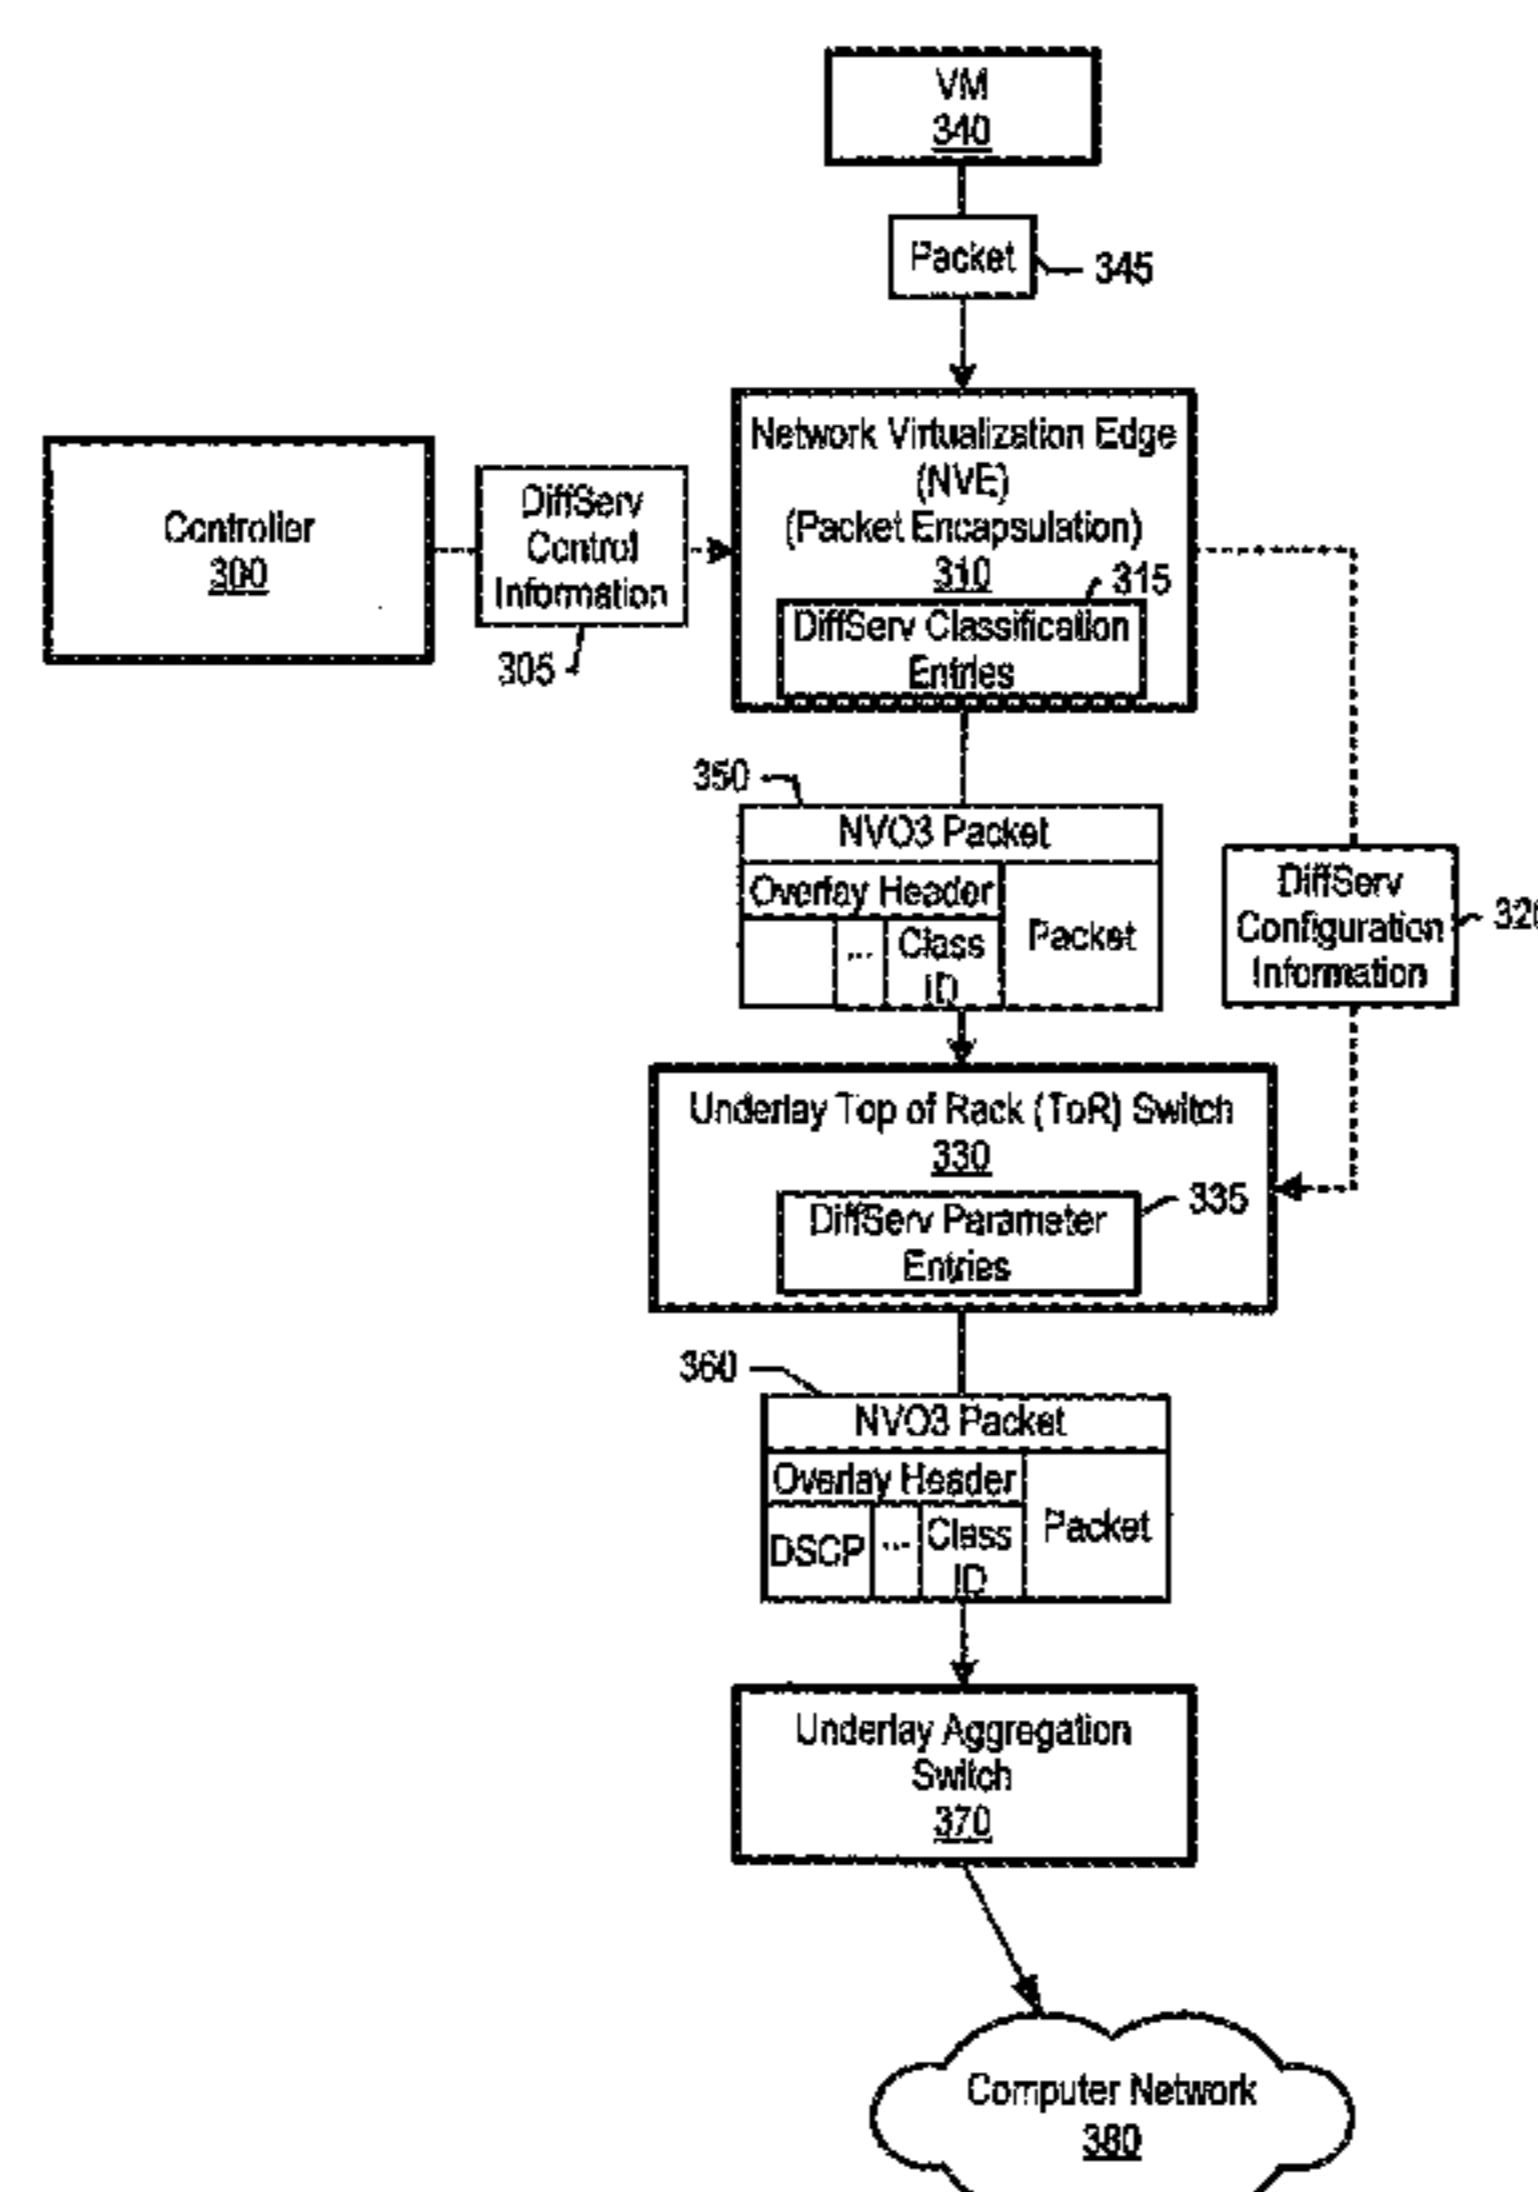 VM
340
Packet
345
Network Virtualization Edge
(NVE)
(Packet Encapsulation)
310
315
DiffServ Classification
Entries
Controller
300
DiffServ
Control
Information
305
350
NVO3 Packet
Overlay Header
Packet
...
Class
ID
DiffServ
Configuration
Information
Underlay Top of Rack (ToR) Switch
330
335
DiffServ Parameter
Entries
360
NVO3 Packet
Overlay Header
Packet
DSCP
...
Class
ID
Underlay Aggregation
Switch
370
Computer Network
380